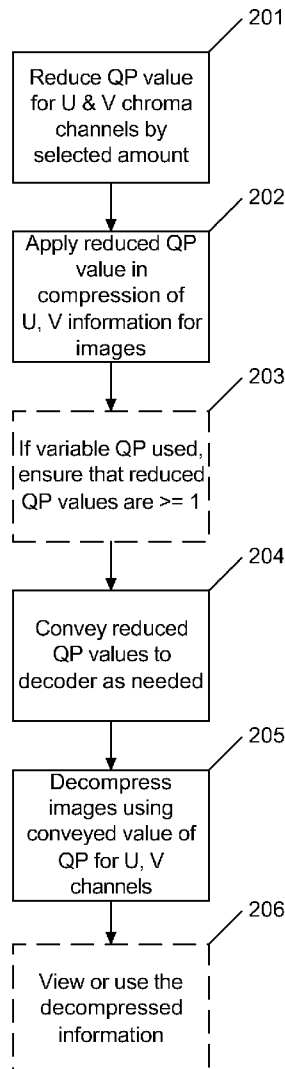 201
Reduce QP value
for U & V chroma
channels by
selected amount
202
Apply reduced QP
value in
compression of
U, V information for
images
203
If variable QP used,
ensure that reduced
QP values are >= 1
204
Convey reduced
QP values to
decoder as needed
205
Decompress
images using
conveyed value of
QP for U, V
channels
206
View or use the
decompressed
information